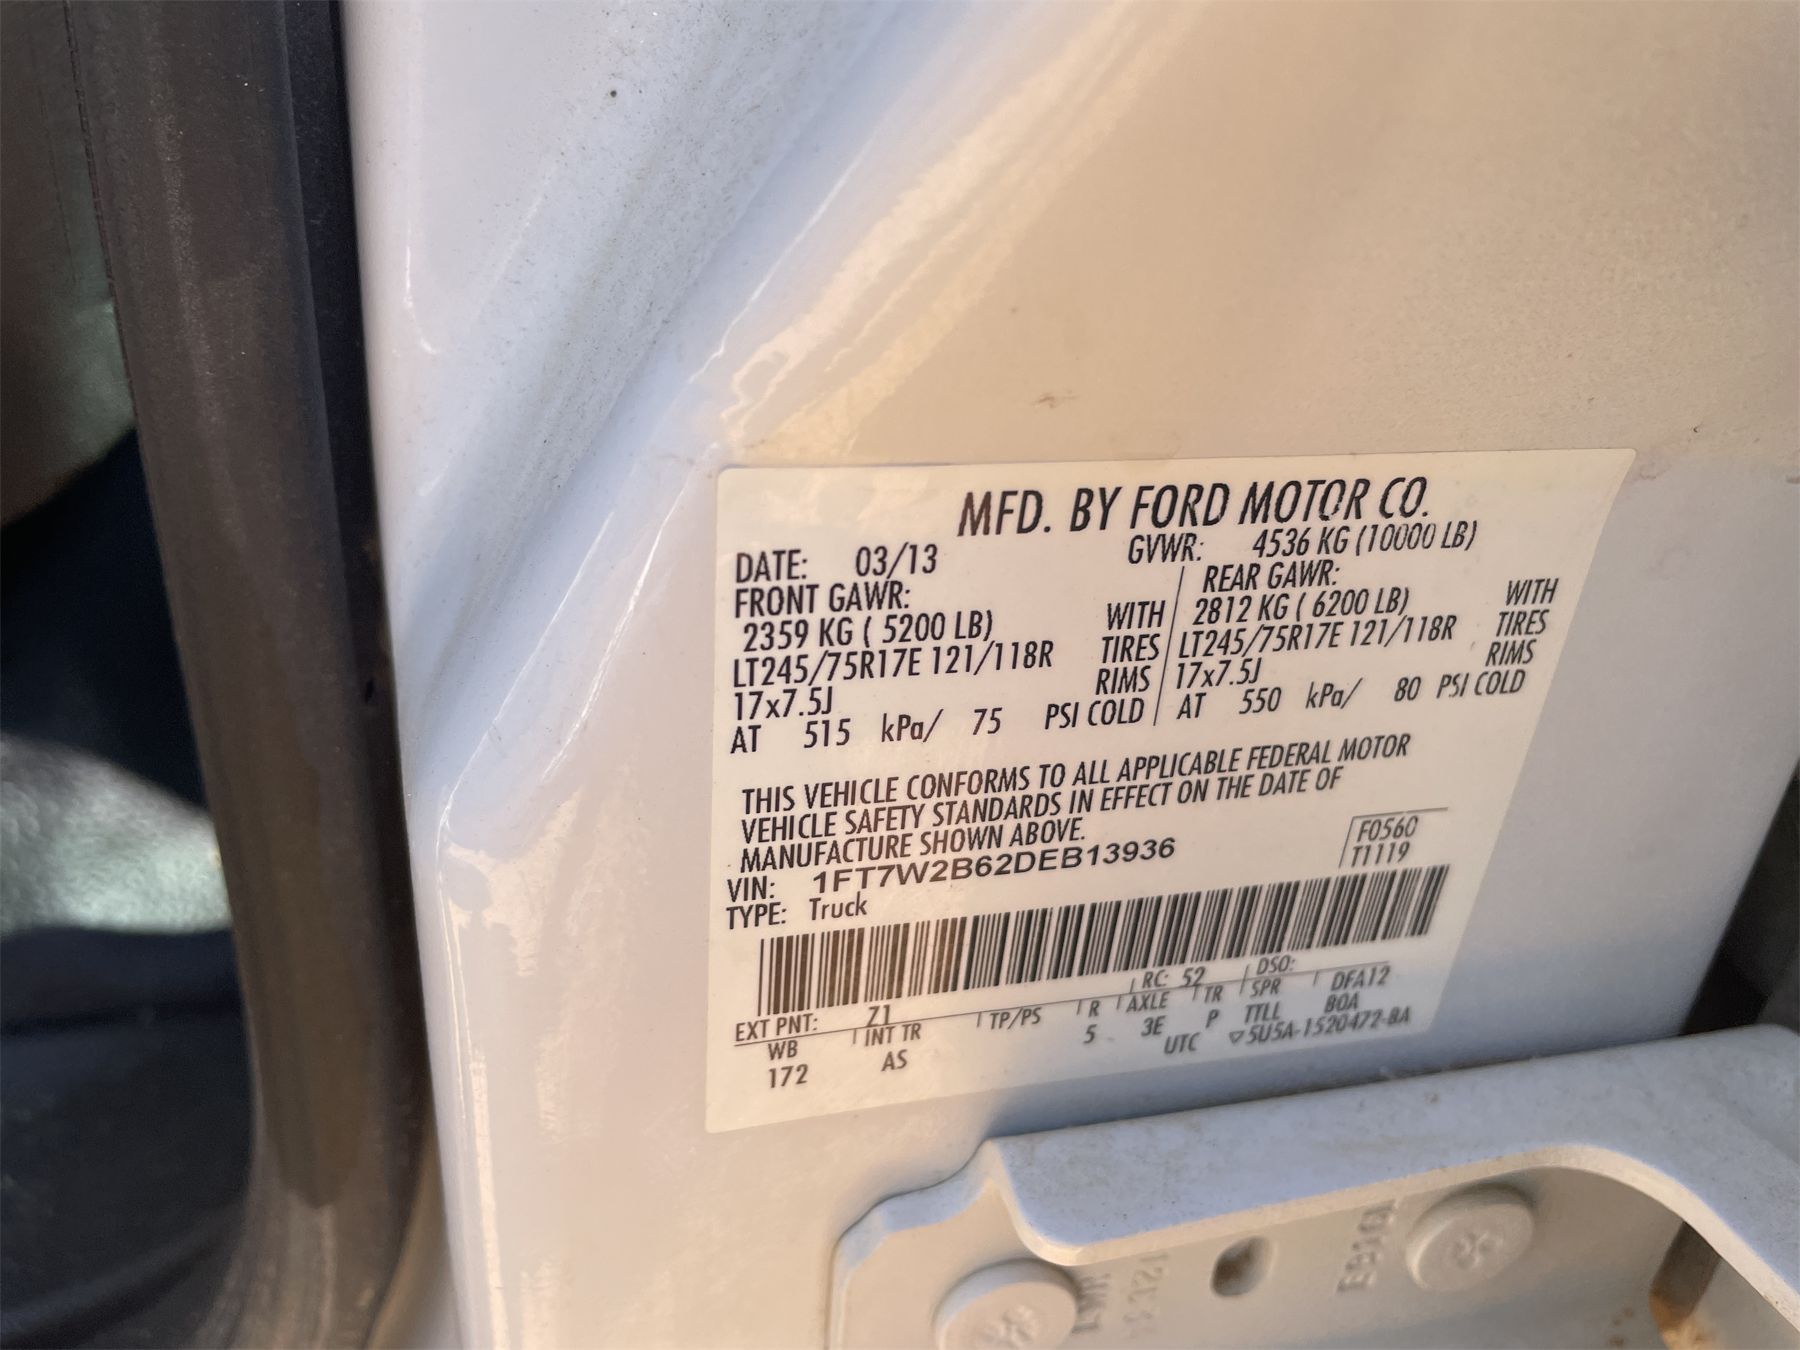 MFD. BY FORD MOTOR CO.
DATE: 03/13 GVWR: 4536 KG (10000 LB)
FRONT GAWR: REAR GAWR:
2359 KG ( 5200 LB) WITH 2812 KG ( 6200 LB) WITH
LT245/75R17E 121/118R TIRES LT245/75R17E 121/118R TIRES
17x7.5J RIMS 17x7.5J RIMS
AT 515 kPa/ 75 PSI COLD AT 550 kPa/ 80 PSI COLD
THIS VEHICLE CONFORMS TO ALL APPLICABLE FEDERAL MOTOR
VEHICLE SAFETY STANDARDS IN EFFECT ON THE DATE OF
MANUFACTURE SHOWN ABOVE.
VIN: 1FT7W2B62DEB13936
F0560
T1119
TYPE: Truck
EXT PNT: Z1 RC: 52 DSO:
WB INT TR TP/PS R AXLE TR SPR DFA12
172 AS 5 3E P TTLL BOA
UTC ▽5U5A-1520472-BA